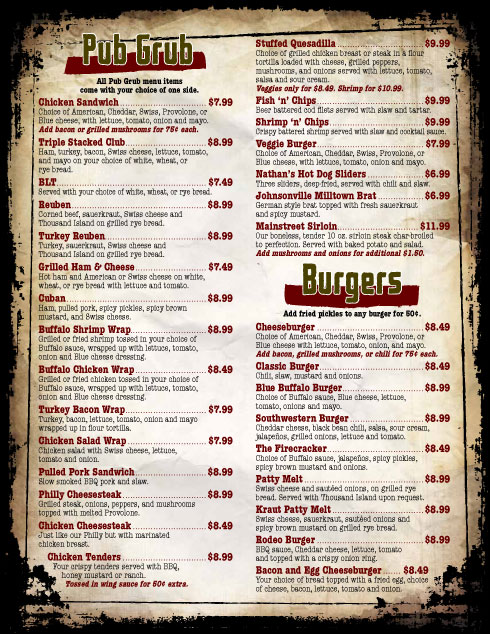 Pub Grub
All Pub Grub menu items
come with your choice of one side.
Chicken Sandwich $7.99
Choice of American, Cheddar, Swiss, Provolone, or
Blue cheese, with lettuce, tomato, onion and mayo.
Add bacon or grilled mushrooms for 75¢ each.
Triple Stacked Club $8.99
Ham, turkey, bacon, Swiss cheese, lettuce, tomato,
and mayo on your choice of white, wheat, or
rye bread.
BLT $7.49
Served with your choice of white, wheat, or rye bread.
Reuben $8.99
Corned beef, sauerkraut, Swiss cheese and
Thousand Island on grilled rye bread.
Turkey Reuben $8.99
Turkey, sauerkraut, Swiss cheese and
Thousand Island on grilled rye bread.
Grilled Ham & Cheese $7.49
Hot ham and American or Swiss cheese on white,
wheat, or rye bread with lettuce and tomato.
Cuban $8.99
Ham, pulled pork, spicy pickles, spicy brown
mustard, and Swiss cheese.
Buffalo Shrimp Wrap $8.99
Grilled or fried shrimp tossed in your choice of
Buffalo sauce, wrapped up with lettuce, tomato,
onion and Blue cheese dressing.
Buffalo Chicken Wrap $8.49
Grilled or fried chicken tossed in your choice of
Buffalo sauce, wrapped up with lettuce, tomato,
onion and Blue cheese dressing.
Turkey Bacon Wrap $7.99
Turkey, bacon, lettuce, tomato, onion and mayo
wrapped up in flour tortilla.
Chicken Salad Wrap $7.99
Chicken salad with Swiss cheese, lettuce,
tomato and onion.
Pulled Pork Sandwich $8.99
Slow smoked BBQ pork and slaw.
Philly Cheesesteak $8.99
Grilled steak, onions, peppers, and mushrooms
topped with melted Provolone.
Chicken Cheesesteak $8.49
Just like our Philly but with marinated
chicken breast.
Chicken Tenders $8.99
Four crispy tenders served with BBQ,
honey mustard or ranch.
Tossed in wing sauce for 50¢ extra.
Stuffed Quesadilla $9.99
Choice of grilled chicken breast or steak in a flour
tortilla loaded with cheese, grilled peppers,
mushrooms, and onions served with lettuce, tomato,
salsa and sour cream.
Veggies only for $8.49. Shrimp for $10.99.
Fish 'n' Chips $9.99
Beer battered cod filets served with slaw and tartar.
Shrimp 'n' Chips $9.99
Crispy battered shrimp served with slaw and cocktail sauce.
Veggie Burger $7.99
Choice of American, Cheddar, Swiss, Provolone, or
Blue cheese, with lettuce, tomato, onion and mayo.
Nathan's Hot Dog Sliders $6.99
Three sliders, deep-fried, served with chili and slaw.
Johnsonville Milltown Brat $6.99
German style brat topped with fresh sauerkraut
and spicy mustard.
Mainstreet Sirloin $11.99
Our boneless, tender 10 oz. sirloin steak char-broiled
to perfection. Served with baked potato and salad.
Add mushrooms and onions for additional $1.50.
Burgers
Add fried pickles to any burger for 50¢.
Cheeseburger $8.49
Choice of American, Cheddar, Swiss, Provolone, or
Blue cheese with lettuce, tomato, onion, and mayo.
Add bacon, grilled mushrooms, or chili for 75¢ each.
Classic Burger $8.49
Chili, slaw, mustard and onions.
Blue Buffalo Burger $8.99
Choice of Buffalo sauce, Blue cheese, lettuce,
tomato, onions and mayo.
Southwestern Burger $8.99
Cheddar cheese, black bean chili, salsa, sour cream,
jalapeños, grilled onions, lettuce and tomato.
The Firecracker $8.49
Choice of Buffalo sauce, jalapeños, spicy pickles,
spicy brown mustard and onions.
Patty Melt $8.99
Swiss cheese and sautéed onions, on grilled rye
bread. Served with Thousand Island upon request.
Kraut Patty Melt $8.99
Swiss cheese, sauerkraut, sautéed onions and
spicy brown mustard on grilled rye bread.
Rodeo Burger $8.99
BBQ sauce, Cheddar cheese, lettuce, tomato
and topped with a crispy onion ring.
Bacon and Egg Cheeseburger $8.49
Your choice of bread topped with a fried egg, choice
of cheese, bacon, lettuce, tomato and onion.